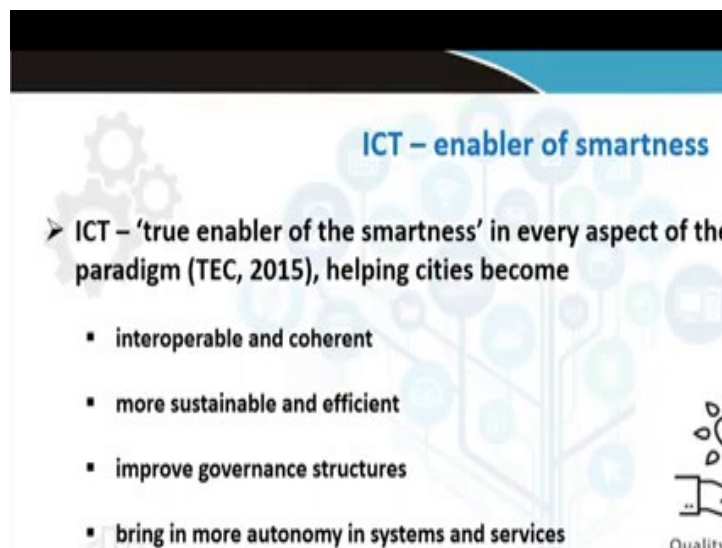 ICT – enabler of smartness
➤ ICT – ‘true enabler of the smartness’ in every aspect of the
paradigm (TEC, 2015), helping cities become
▪ interoperable and coherent
▪ more sustainable and efficient
▪ improve governance structures
▪ bring in more autonomy in systems and services
Quality